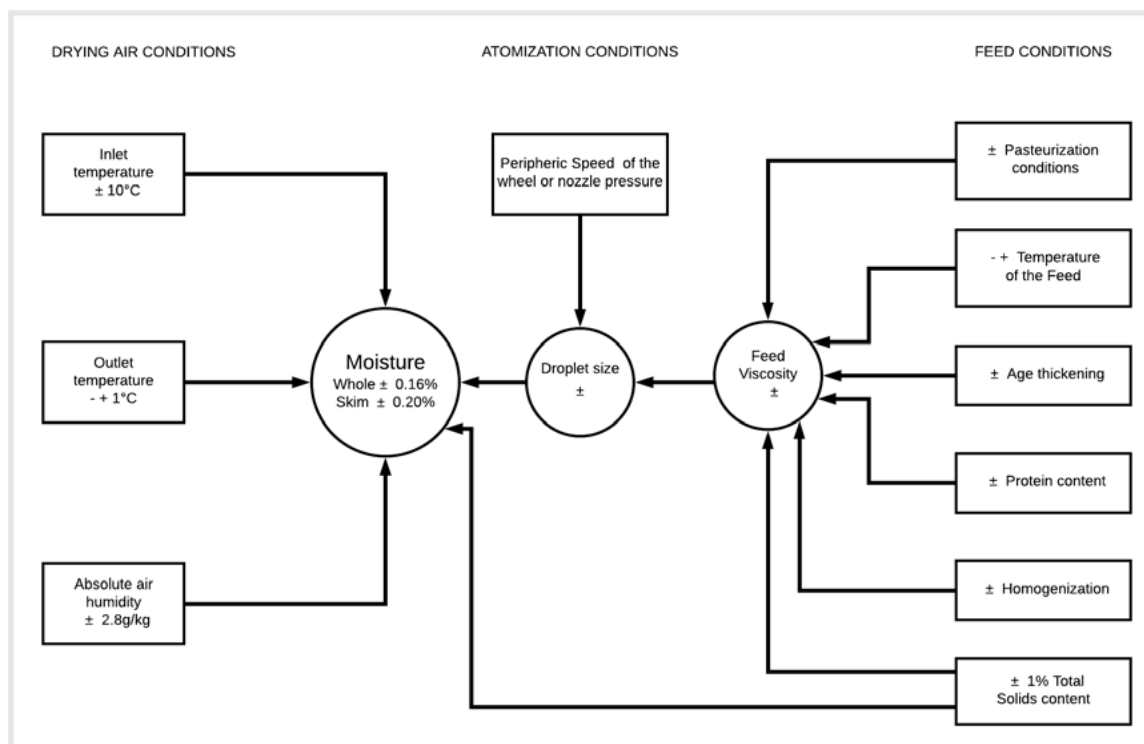 DRYING AIR CONDITIONS
ATOMIZATION CONDITIONS
FEED CONDITIONS
Inlet
temperature
± 10°C
Peripheric Speed of the
wheel or nozzle pressure
± Pasteurization
conditions
- + Temperature
of the Feed
Outlet
temperature
- + 1°C
Moisture
Whole ± 0.16%
Skim ± 0.20%
Droplet size
±
Feed
Viscosity
±
± Age thickening
± Protein content
Absolute air
humidity
± 2.8g/kg
± Homogenization
± 1% Total
Solids content